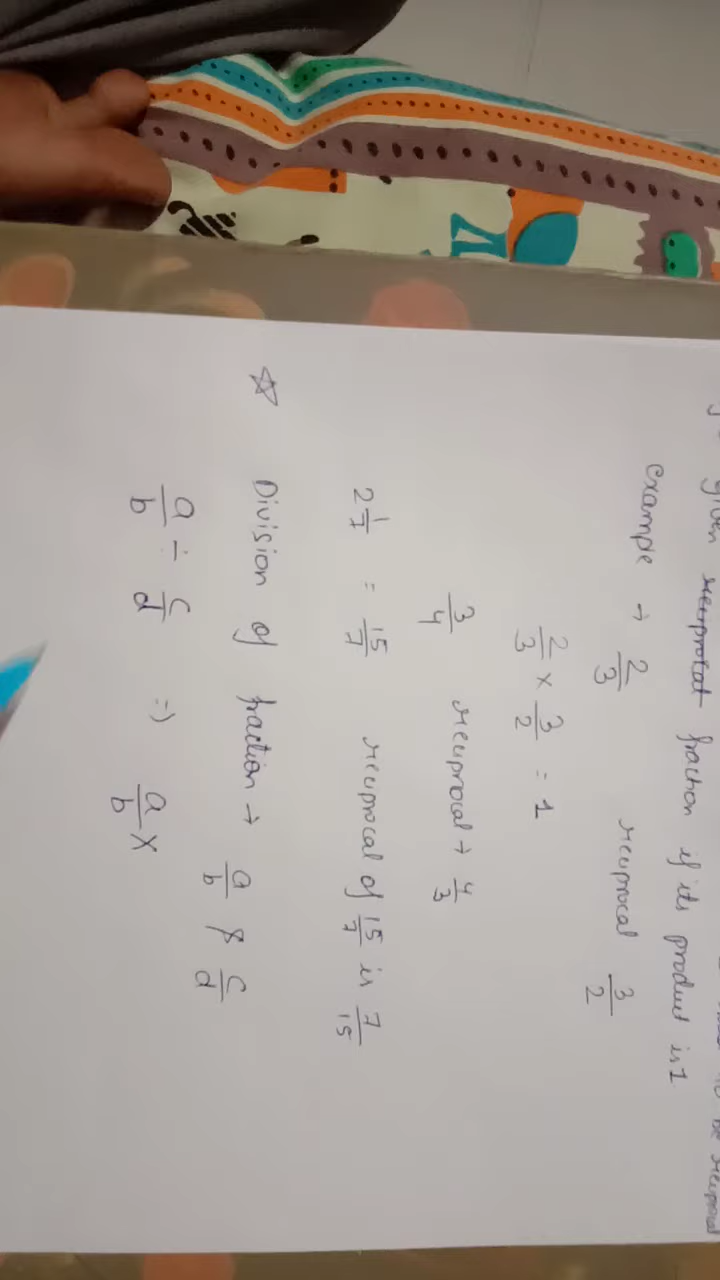 given reciprocal fraction if its product is 1
example → 2/3 reciprocal 3/2
2/3 × 3/2 = 1
3/4 reciprocal → 4/3
2 1/7 = 15/7 reciprocal of 15/7 is 7/15
☆ Division of fraction → a/b & c/d
a/b ÷ c/d ⇒ a/b ×